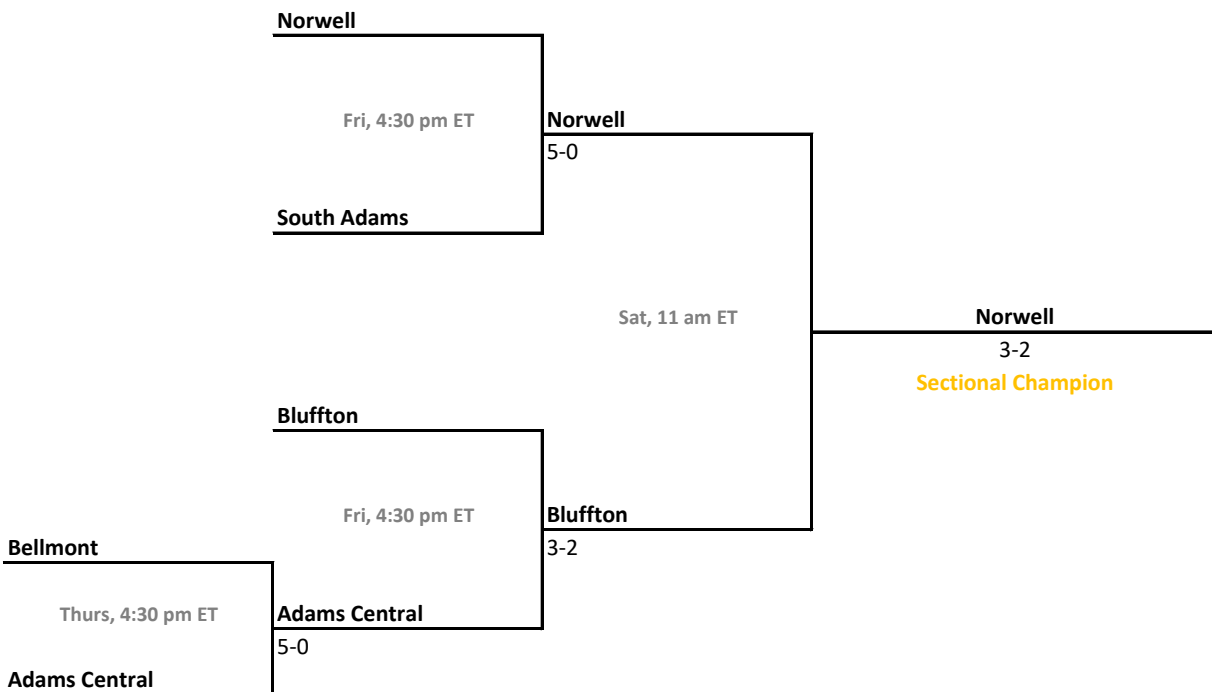 Norwell
Fri, 4:30 pm ET
Norwell
5-0
South Adams
Sat, 11 am ET
Norwell
3-2
Sectional Champion
Bluffton
Fri, 4:30 pm ET
Bluffton
3-2
Bellmont
Thurs, 4:30 pm ET
Adams Central
5-0
Adams Central